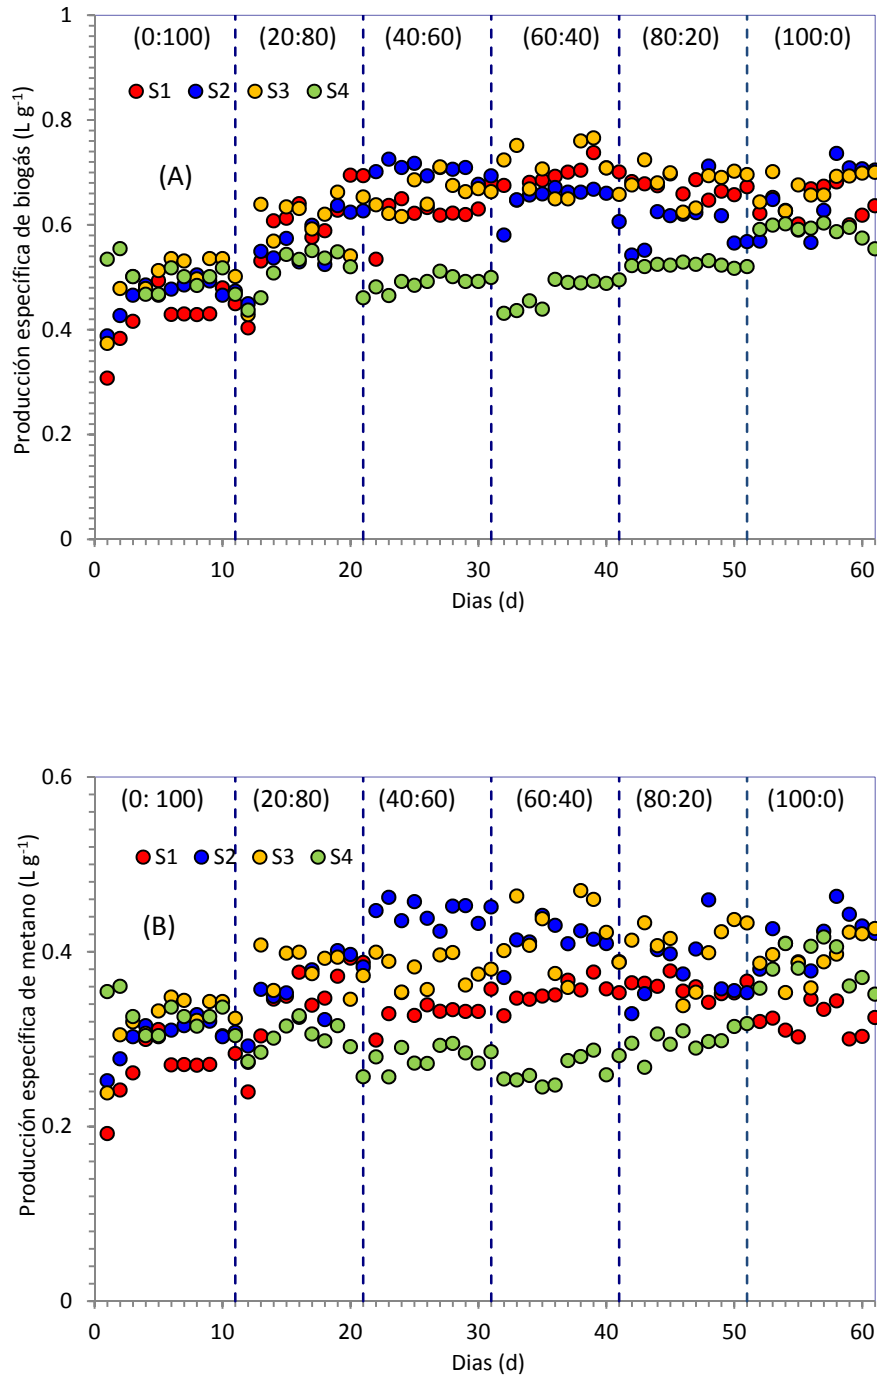 1
(0:100) (20:80) (40:60) (60:40) (80:20) (100:0)
S1 S2 S3 S4
0.8
(A)
0.6
0.4
0.2
0
0 10 20 30 40 50 60
Producción específica de biogás (L g-1)
Dias (d)
0.6
(0: 100) (20:80) (40:60) (60:40) (80:20) (100:0)
S1 S2 S3 S4
(B)
0.4
0.2
0
0 10 20 30 40 50 60
Producción específica de metano (L g-1)
Dias (d)